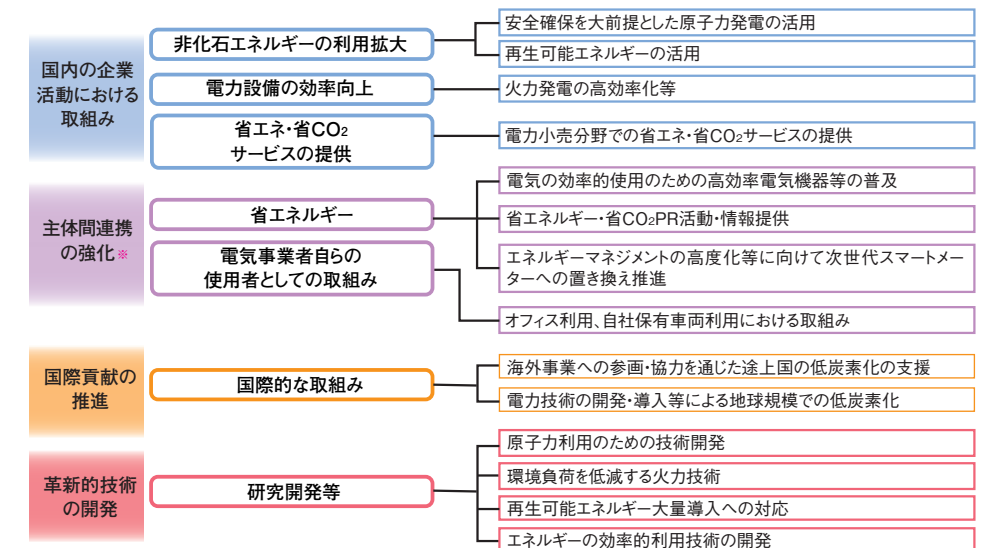 国内の企業
活動における
取組み
非化石エネルギーの利用拡大
安全確保を大前提とした原子力発電の活用
再生可能エネルギーの活用
電力設備の効率向上
火力発電の高効率化等
省エネ・省CO2
サービスの提供
電力小売分野での省エネ・省CO2サービスの提供
主体間連携
の強化※
省エネルギー
電気の効率的使用のための高効率電気機器等の普及
省エネルギー・省CO2PR活動・情報提供
エネルギーマネジメントの高度化等に向けて次世代スマートメー
ターへの置き換え推進
電気事業者自らの
使用者としての取組み
オフィス利用、自社保有車両利用における取組み
国際貢献の
推進
国際的な取組み
海外事業への参画・協力を通じた途上国の低炭素化の支援
電力技術の開発・導入等による地球規模での低炭素化
革新的技術
の開発
研究開発等
原子力利用のための技術開発
環境負荷を低減する火力技術
再生可能エネルギー大量導入への対応
エネルギーの効率的利用技術の開発